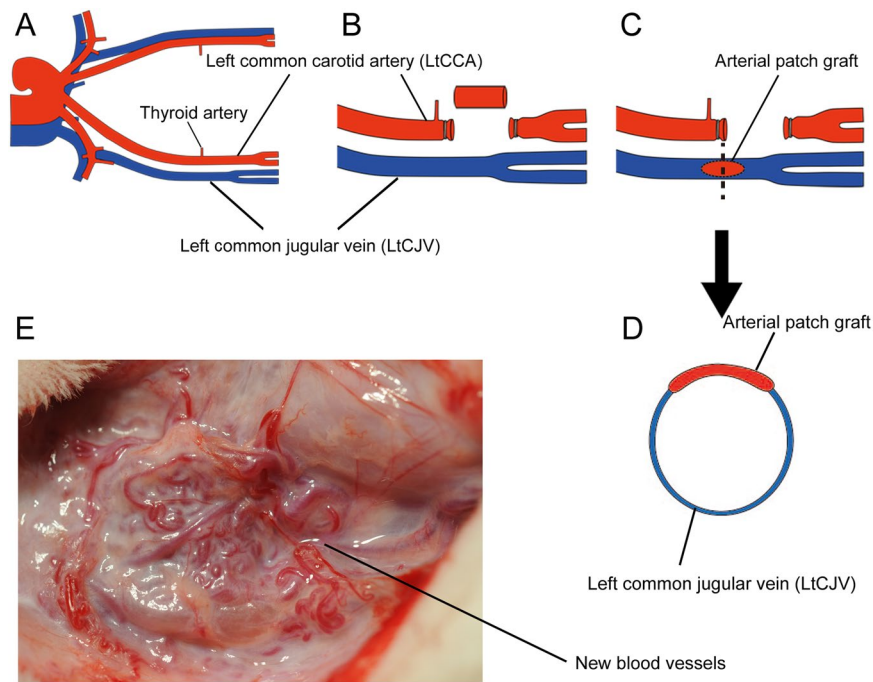 A
B
C
Left common carotid artery (LtCCA)
Arterial patch graft
Thyroid artery
Left common jugular vein (LtCJV)
D
Arterial patch graft
E
Left common jugular vein (LtCJV)
New blood vessels